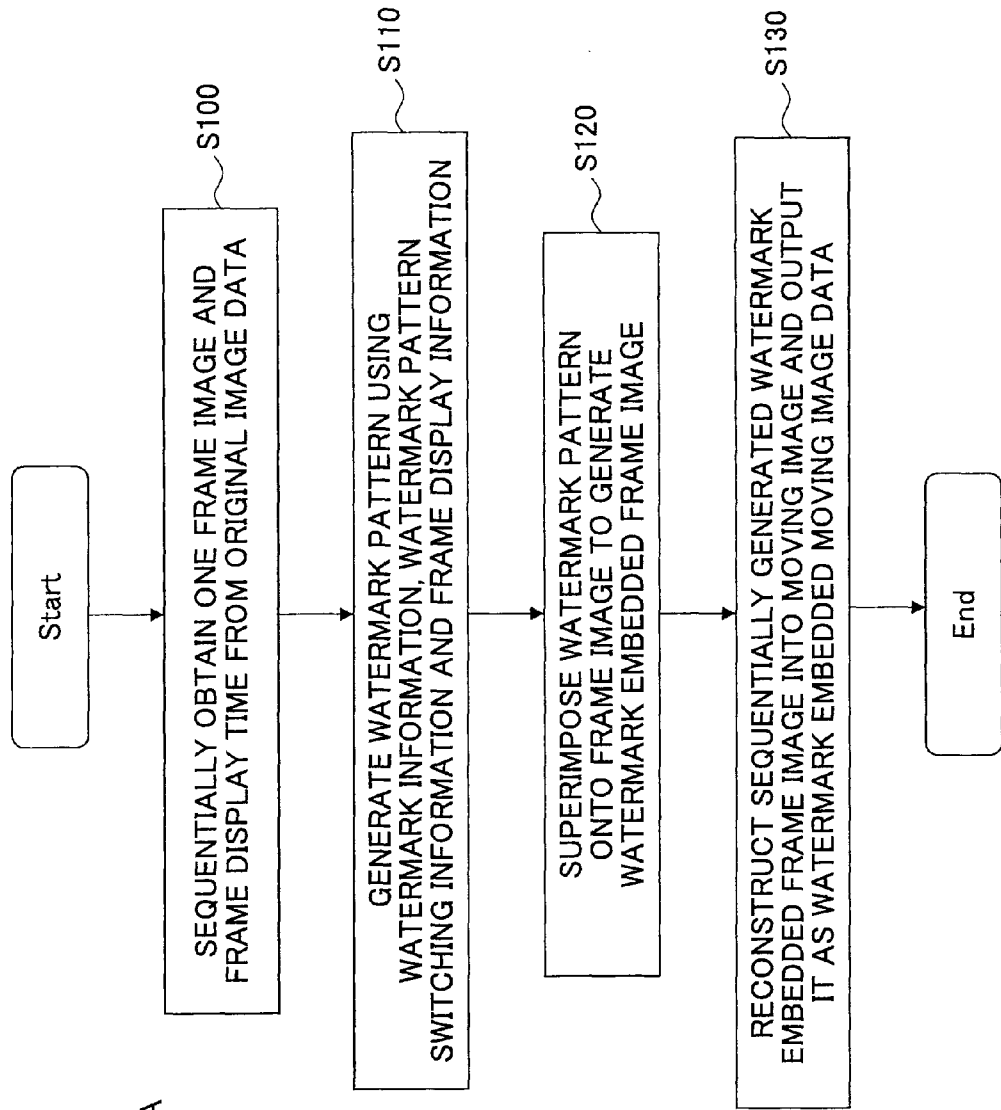 Start
SEQUENTIALLY OBTAIN ONE FRAME IMAGE AND
FRAME DISPLAY TIME FROM ORIGINAL IMAGE DATA
S100
GENERATE WATERMARK PATTERN USING
WATERMARK INFORMATION, WATERMARK PATTERN
SWITCHING INFORMATION AND FRAME DISPLAY INFORMATION
S110
SUPERIMPOSE WATERMARK PATTERN
ONTO FRAME IMAGE TO GENERATE
WATERMARK EMBEDDED FRAME IMAGE
S120
RECONSTRUCT SEQUENTIALLY GENERATED WATERMARK
EMBEDDED FRAME IMAGE INTO MOVING IMAGE AND OUTPUT
IT AS WATERMARK EMBEDDED MOVING IMAGE DATA
S130
End
A